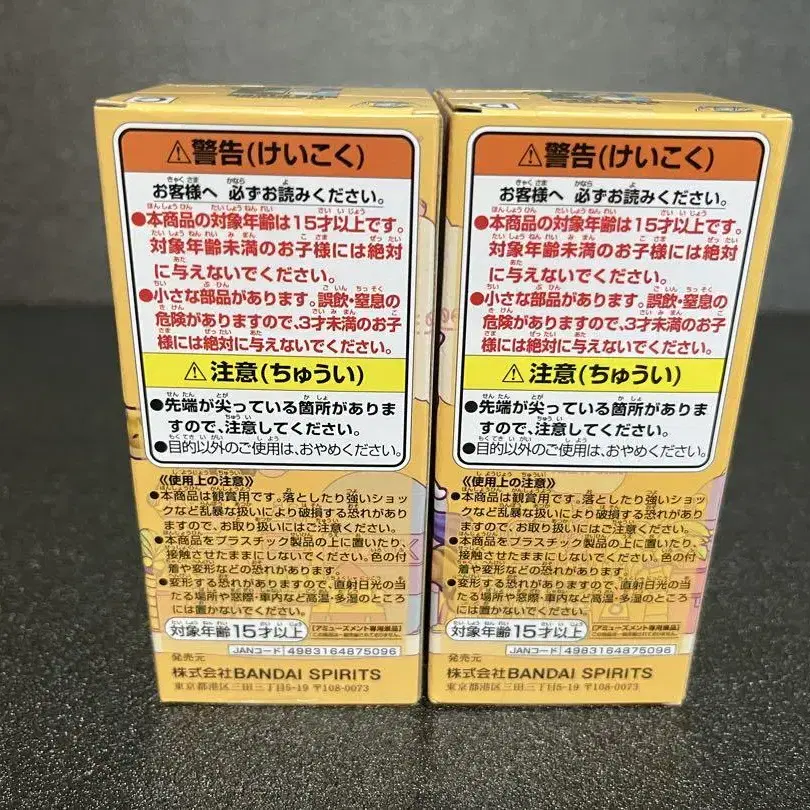 ⚠警告(けいこく)
お客様へ 必ずお読みください。
●本商品の対象年齢は15才以上です。
対象年齢未満のお子様には絶対
に与えないでください。
●小さな部品があります。誤飲・窒息の
危険がありますので、3才未満のお子
様には絶対に与えないでください。
⚠注意(ちゅうい)
●先端が尖っている箇所がありま
すので、注意してください。
●目的以外のご使用は、おやめください。
《使用上の注意》
●本商品は観賞用です。落としたり強いショッ
クなど乱暴な扱いにより破損する恐れがあり
ますので、お取り扱いにはご注意ください。
●本商品をプラスチック製品の上に置いたり、
接触させたままにしないでください。色の付
着や変形などの恐れがあります。
●変形する恐れがありますので、直射日光の当
たる場所や窓際・車内など高温・多湿のところ
には置かないでください。
対象年齢15才以上
【アミューズメント専用景品】
JANコード 4983164875096
発売元
株式会社BANDAI SPIRITS
東京都港区三田三丁目5-19 〒108-0073
⚠警告(けいこく)
お客様へ 必ずお読みください。
●本商品の対象年齢は15才以上です。
対象年齢未満のお子様には絶対
に与えないでください。
●小さな部品があります。誤飲・窒息の
危険がありますので、3才未満のお子
様には絶対に与えないでください。
⚠注意(ちゅうい)
●先端が尖っている箇所がありま
すので、注意してください。
●目的以外のご使用は、おやめください。
《使用上の注意》
●本商品は観賞用です。落としたり強いショッ
クなど乱暴な扱いにより破損する恐れがあり
ますので、お取り扱いにはご注意ください。
●本商品をプラスチック製品の上に置いたり、
接触させたままにしないでください。色の付
着や変形などの恐れがあります。
●変形する恐れがありますので、直射日光の当
たる場所や窓際・車内など高温・多湿のところ
には置かないでください。
対象年齢15才以上
【アミューズメント専用景品】
JANコード 4983164875096
発売元
株式会社BANDAI SPIRITS
東京都港区三田三丁目5-19 〒108-0073